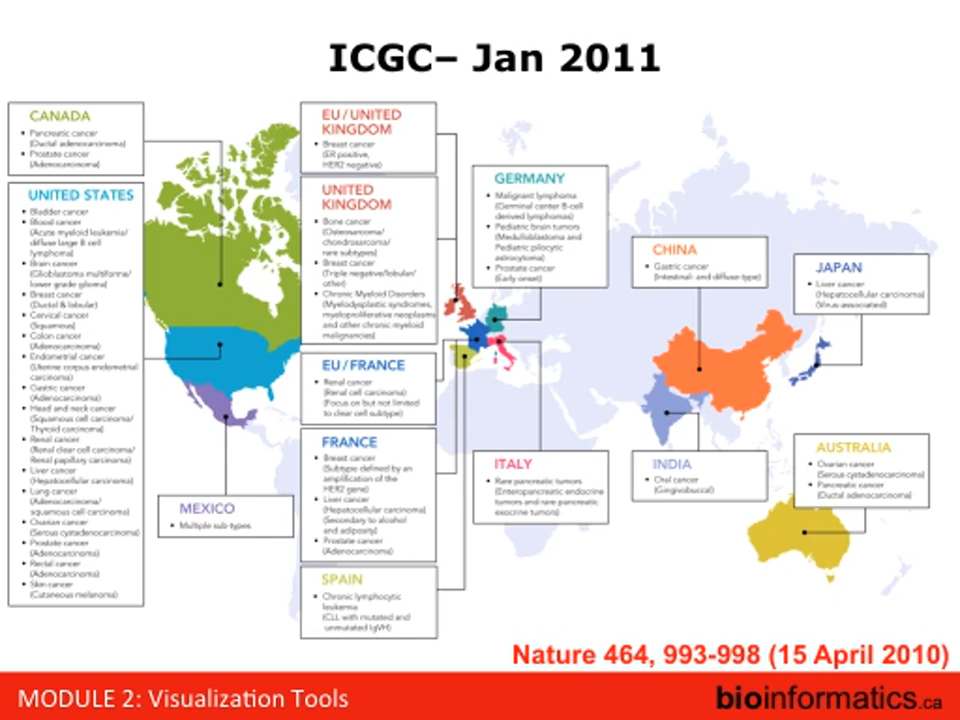 ICGC– Jan 2011
CANADA
▪ Pancreatic cancer
(Ductal adenocarcinoma)
▪ Prostate cancer
(Adenocarcinoma)
UNITED STATES
▪ Bladder cancer
▪ Blood cancer
(Acute myeloid leukemia/
diffuse large B cell
lymphoma)
▪ Brain cancer
(Glioblastoma multiforme/
lower grade glioma)
▪ Breast cancer
(Ductal & lobular)
▪ Cervical cancer
(Squamous)
▪ Colon cancer
(Adenocarcinoma)
▪ Endometrial cancer
(Uterine corpus endometrial
carcinoma)
▪ Gastric cancer
(Adenocarcinoma)
▪ Head and neck cancer
(Squamous cell carcinoma/
Thyroid carcinoma)
▪ Renal cancer
(Renal clear cell carcinoma/
Renal papillary carcinoma)
▪ Liver cancer
(Hepatocellular carcinoma)
▪ Lung cancer
(Adenocarcinoma/
squamous cell carcinoma)
▪ Ovarian cancer
(Serous cystadenocarcinoma)
▪ Prostate cancer
(Adenocarcinoma)
▪ Rectal cancer
(Adenocarcinoma)
▪ Skin cancer
(Cutaneous melanoma)
MEXICO
▪ Multiple sub-types
EU / UNITED
KINGDOM
▪ Breast cancer
(ER positive,
HER2 negative)
UNITED
KINGDOM
▪ Bone cancer
(Osteosarcoma/
chondrosarcoma/
rare subtypes)
▪ Breast cancer
(Triple negative/lobular/
other)
▪ Chronic Myeloid Disorders
(Myelodysplastic syndromes,
myeloproliferative neoplasms
and other chronic myeloid
malignancies)
EU / FRANCE
▪ Renal cancer
(Renal cell carcinoma)
(Focus on but not limited
to clear cell subtype)
FRANCE
▪ Breast cancer
(Subtype defined by an
amplification of the
HER2 gene)
▪ Liver cancer
(Hepatocellular carcinoma)
(Secondary to alcohol
and adiposity)
▪ Prostate cancer
(Adenocarcinoma)
SPAIN
▪ Chronic lymphocytic
leukemia
(CLL with mutated and
unmutated IgVH)
GERMANY
▪ Malignant lymphoma
(Germinal center B-cell
derived lymphomas)
▪ Pediatric brain tumors
(Medulloblastoma and
Pediatric pilocytic
astrocytoma)
▪ Prostate cancer
(Early onset)
ITALY
▪ Rare pancreatic tumors
(Enteropancreatic endocrine
tumors and rare pancreatic
exocrine tumors)
CHINA
▪ Gastric cancer
(Intestinal- and diffuse-type)
INDIA
▪ Oral cancer
(Gingivobuccal)
JAPAN
▪ Liver cancer
(Hepatocellular carcinoma)
(Virus associated)
AUSTRALIA
▪ Ovarian cancer
(Serous cystadenocarcinoma)
▪ Pancreatic cancer
(Ductal adenocarcinoma)
Nature 464, 993-998 (15 April 2010)
MODULE 2: Visualization Tools
bioinformatics.ca